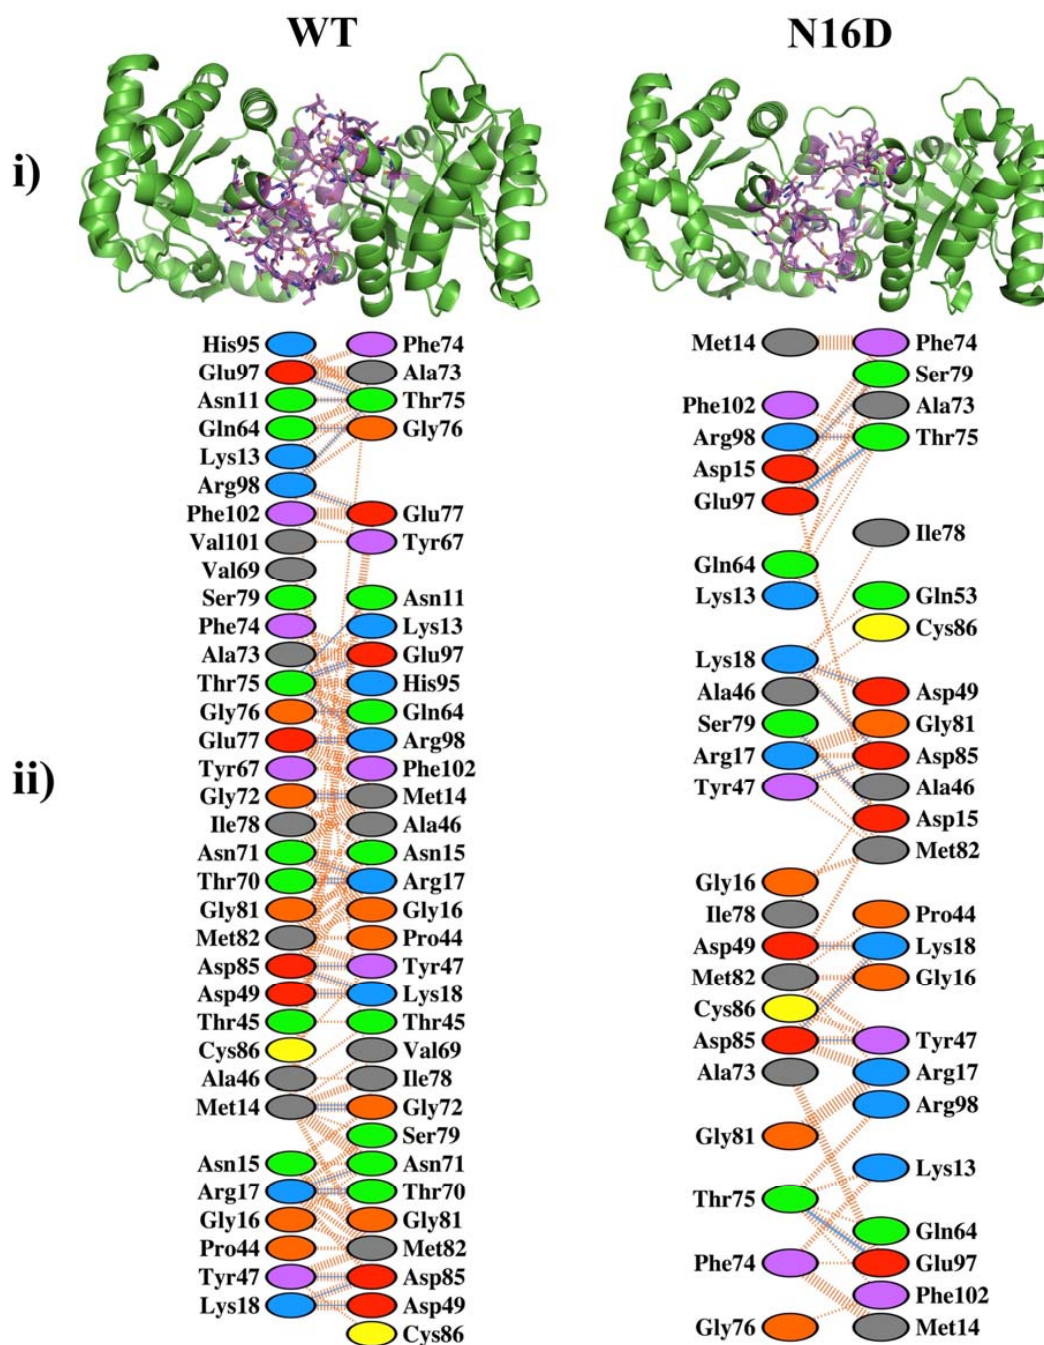 WT
N16D
i)
ii)
His95 Phe74
Glu97 Ala73
Asn11 Thr75
Gln64 Gly76
Lys13
Arg98
Phe102 Glu77
Val101 Tyr67
Val69
Ser79 Asn11
Phe74 Lys13
Ala73 Glu97
Thr75 His95
Gly76 Gln64
Glu77 Arg98
Tyr67 Phe102
Gly72 Met14
Ile78 Ala46
Asn71 Asn15
Thr70 Arg17
Gly81 Gly16
Met82 Pro44
Asp85 Tyr47
Asp49 Lys18
Thr45 Thr45
Cys86 Val69
Ala46 Ile78
Met14 Gly72
Ser79
Asn15 Asn71
Arg17 Thr70
Gly16 Gly81
Pro44 Met82
Tyr47 Asp85
Lys18 Asp49
Cys86
Met14 Phe74
Ser79
Phe102 Ala73
Arg98 Thr75
Asp15
Glu97
Ile78
Gln64
Lys13 Gln53
Cys86
Lys18
Ala46 Asp49
Ser79 Gly81
Arg17 Asp85
Tyr47 Ala46
Asp15
Met82
Gly16
Ile78 Pro44
Asp49 Lys18
Met82 Gly16
Cys86
Asp85 Tyr47
Ala73 Arg17
Arg98
Gly81
Lys13
Thr75
Gln64
Phe74 Glu97
Phe102
Gly76 Met14